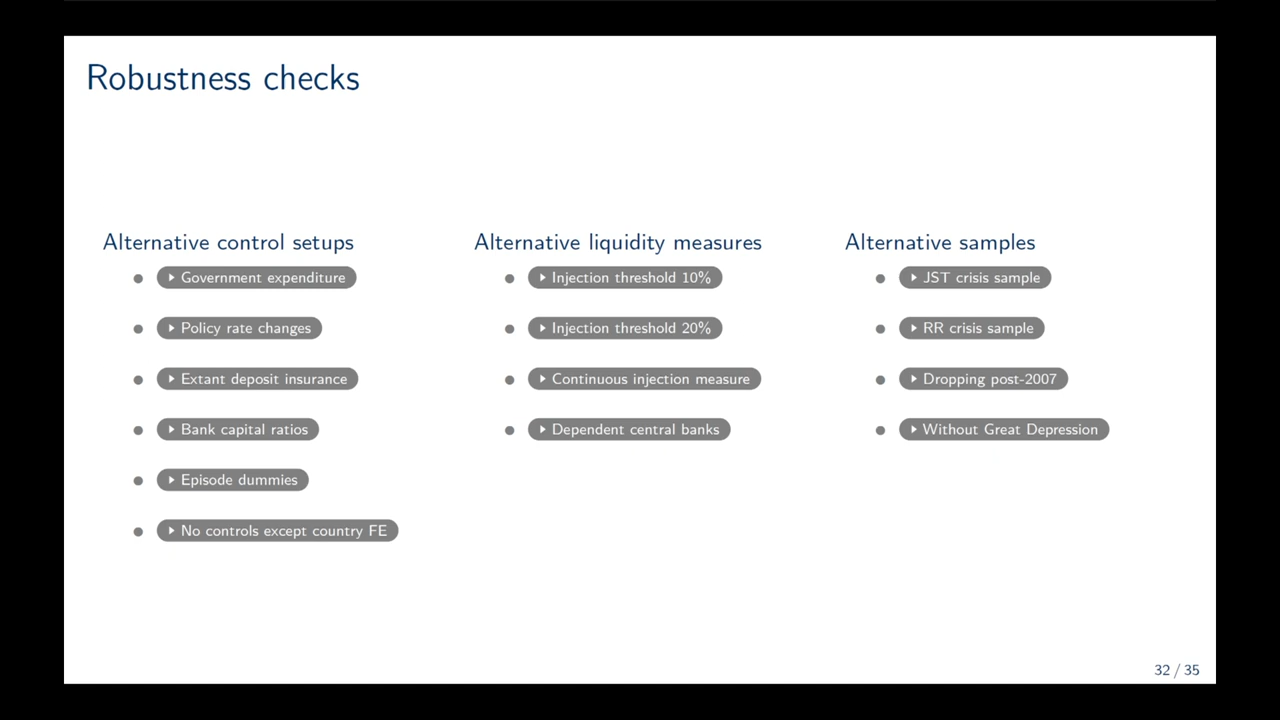 Robustness checks
Alternative control setups
Government expenditure
Policy rate changes
Extant deposit insurance
Bank capital ratios
Episode dummies
No controls except country FE
Alternative liquidity measures
Injection threshold 10%
Injection threshold 20%
Continuous injection measure
Dependent central banks
Alternative samples
JST crisis sample
RR crisis sample
Dropping post-2007
Without Great Depression
32 / 35